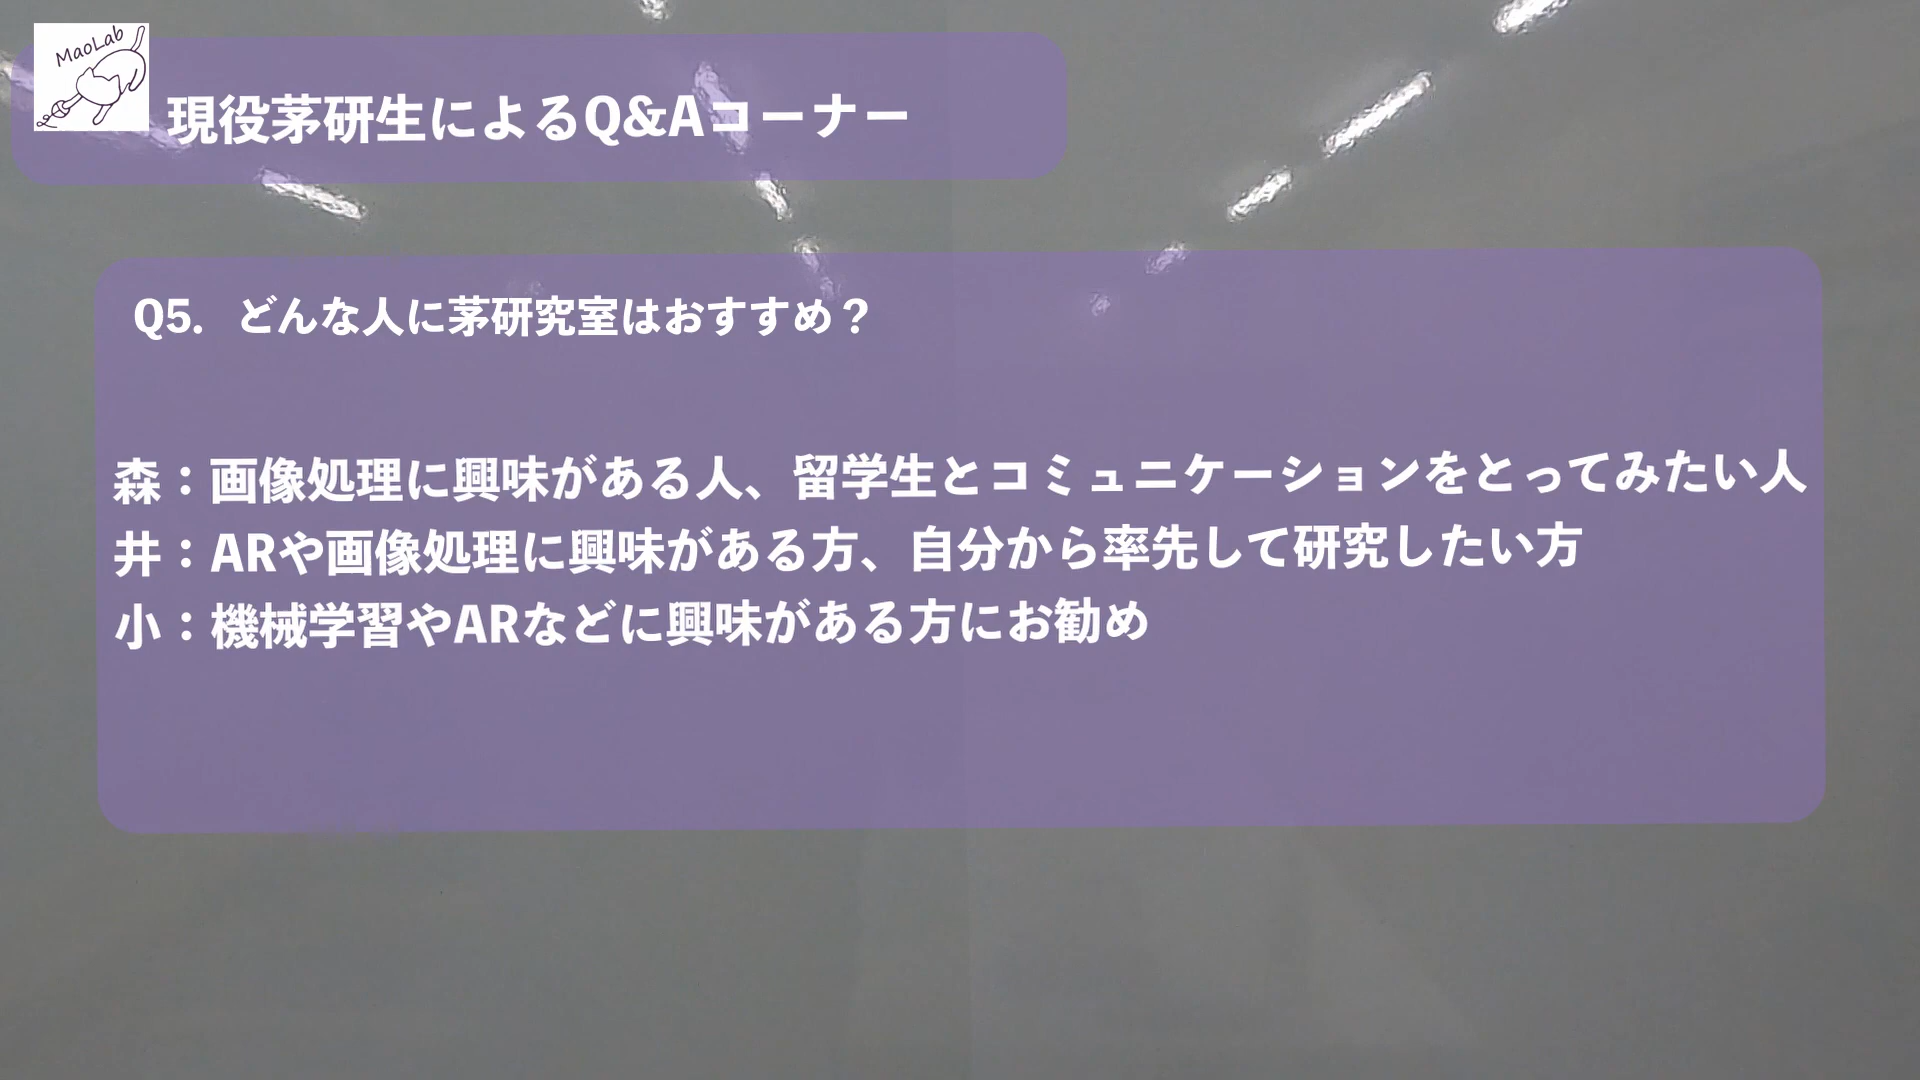 MaoLab
現役茅研生によるQ&Aコーナー
Q5. どんな人に茅研究室はおすすめ？
森：画像処理に興味がある人、留学生とコミュニケーションをとってみたい人
井：ARや画像処理に興味がある方、自分から率先して研究したい方
小：機械学習やARなどに興味がある方にお勧め